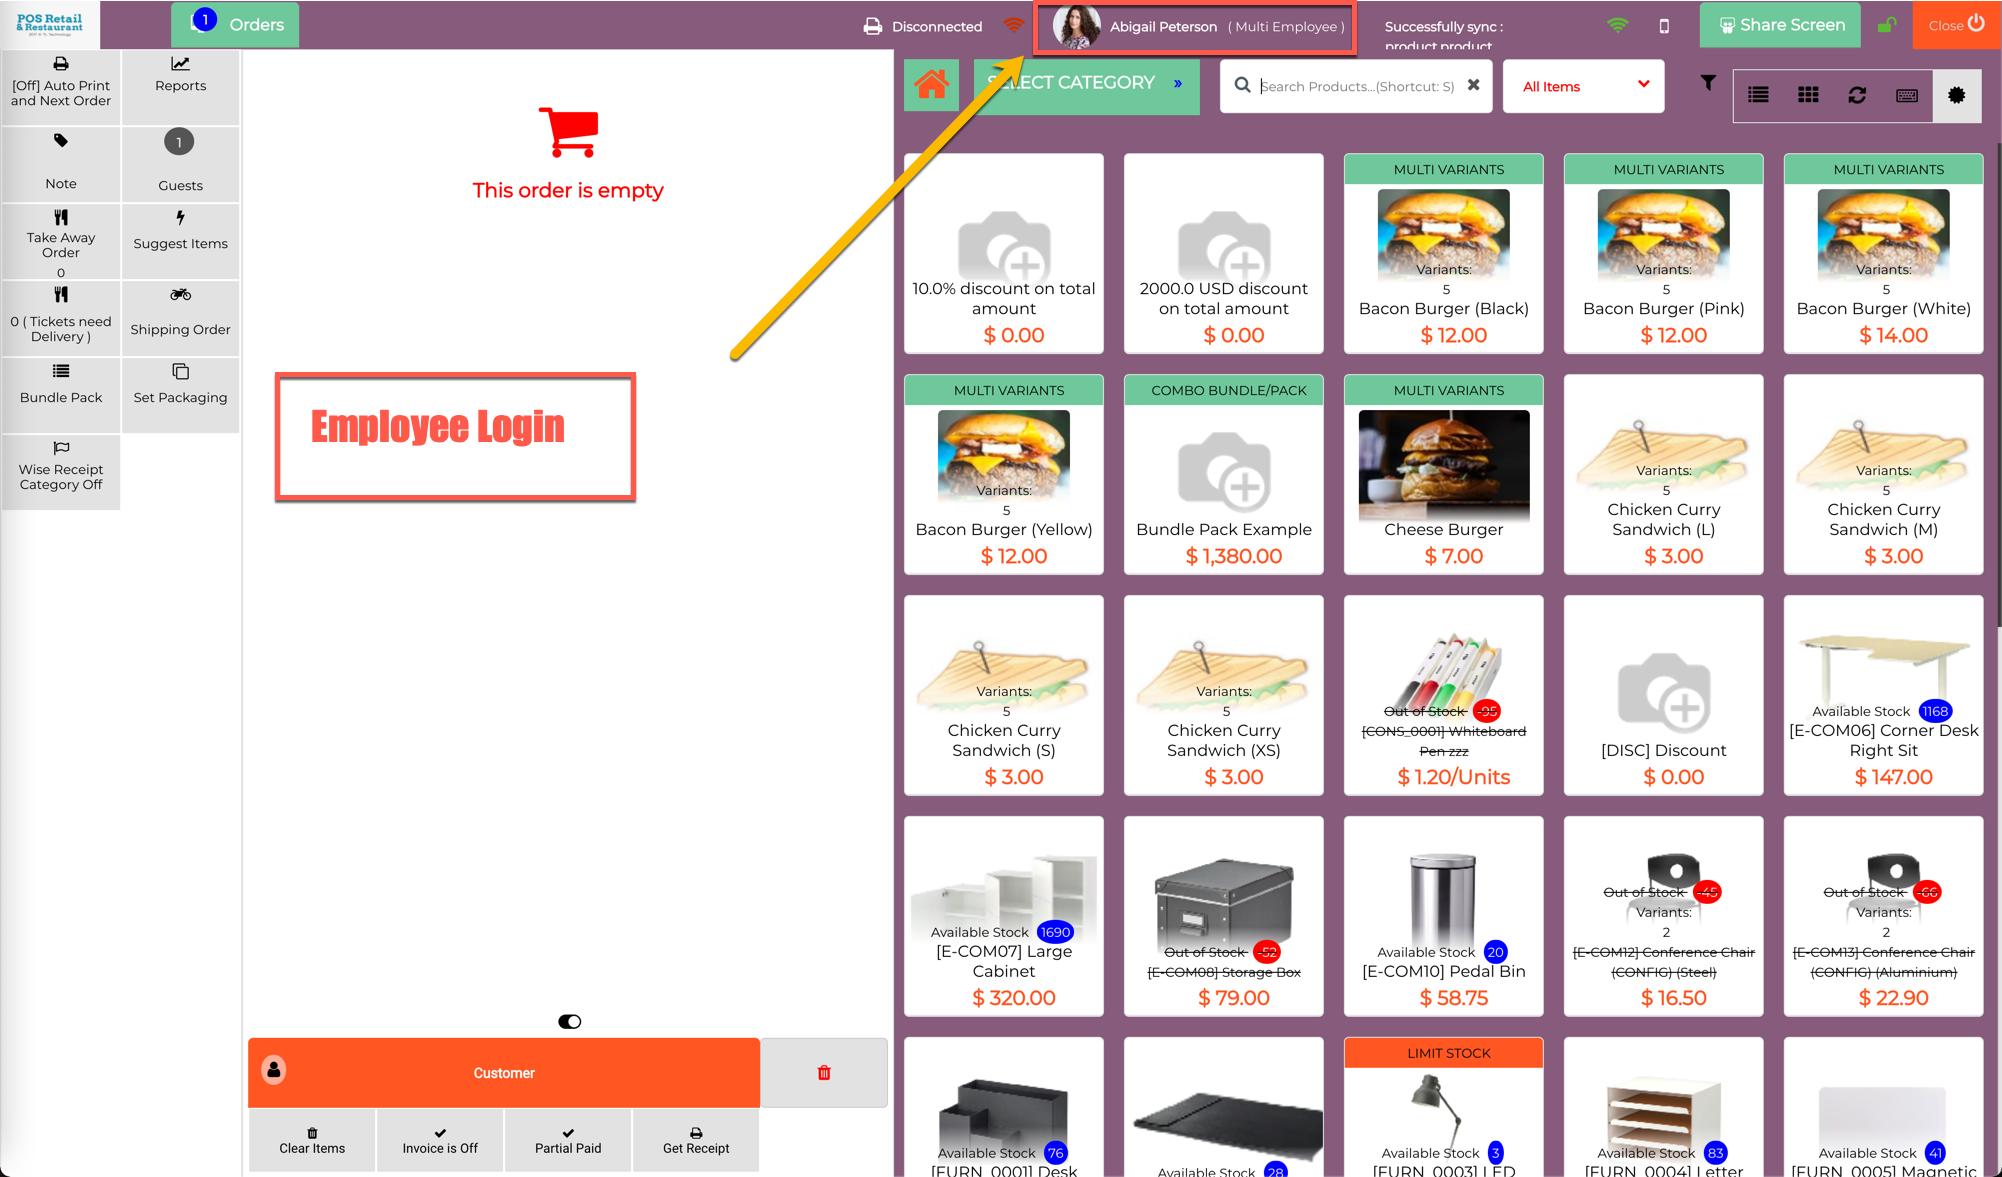 POS Retail
& Restaurant
1
Orders
Disconnected
Abigail Peterson ( Multi Employee )
Successfully sync :
product.product
Share Screen
Close
[Off] Auto Print
and Next Order
Reports
Note
1
Guests
Take Away
Order
0
Suggest Items
0 ( Tickets need
Delivery )
Shipping Order
Bundle Pack
Set Packaging
Wise Receipt
Category Off
This order is empty
Employee Login
Customer
Clear Items
Invoice is Off
Partial Paid
Get Receipt
SELECT CATEGORY »
Search Products...(Shortcut: S)
All Items
10.0% discount on total
amount
$ 0.00
2000.0 USD discount
on total amount
$ 0.00
MULTI VARIANTS
Variants:
5
Bacon Burger (Black)
$ 12.00
MULTI VARIANTS
Variants:
5
Bacon Burger (Pink)
$ 12.00
MULTI VARIANTS
Variants:
5
Bacon Burger (White)
$ 14.00
MULTI VARIANTS
Variants:
5
Bacon Burger (Yellow)
$ 12.00
COMBO BUNDLE/PACK
Bundle Pack Example
$ 1,380.00
MULTI VARIANTS
Cheese Burger
$ 7.00
Variants:
5
Chicken Curry
Sandwich (L)
$ 3.00
Variants:
5
Chicken Curry
Sandwich (M)
$ 3.00
Variants:
5
Chicken Curry
Sandwich (S)
$ 3.00
Variants:
5
Chicken Curry
Sandwich (XS)
$ 3.00
Out of Stock -95
[CONS_0001] Whiteboard
Pen zzz
$ 1.20/Units
[DISC] Discount
$ 0.00
Available Stock 1168
[E-COM06] Corner Desk
Right Sit
$ 147.00
Available Stock 1690
[E-COM07] Large
Cabinet
$ 320.00
Out of Stock -52
[E-COM08] Storage Box
$ 79.00
Available Stock 20
[E-COM10] Pedal Bin
$ 58.75
Out of Stock -45
Variants:
2
[E-COM12] Conference Chair
(CONFIG) (Steel)
$ 16.50
Out of Stock -66
Variants:
2
[E-COM13] Conference Chair
(CONFIG) (Aluminium)
$ 22.90
Available Stock 76
[FURN_0001] Desk
Available Stock 28
LIMIT STOCK
Available Stock 3
[FURN_0003] LED
Available Stock 83
[FURN_0004] Letter
Available Stock 41
[FURN_0005] Magnetic